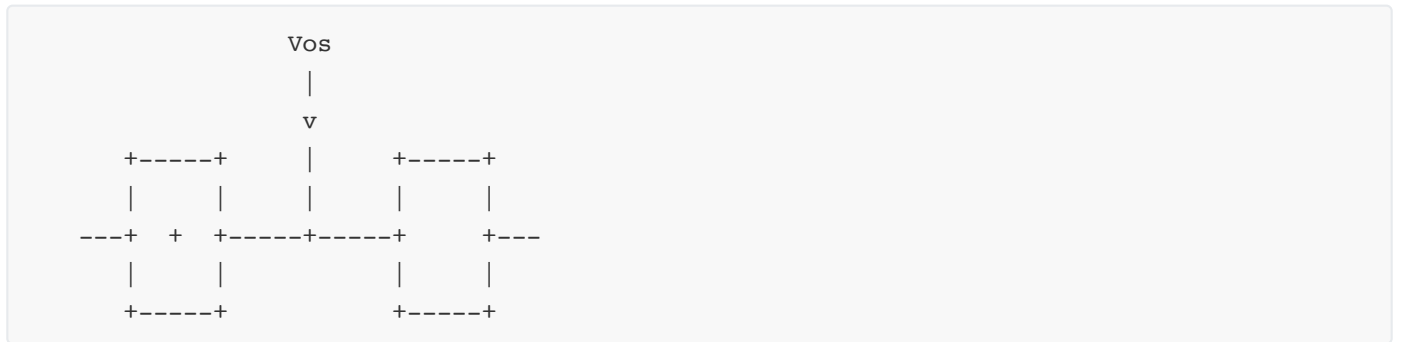 Vos
|
v
+-----+ | +-----+
| | | | |
---+ + +-----+-----+ +---
| | | |
+-----+ +-----+